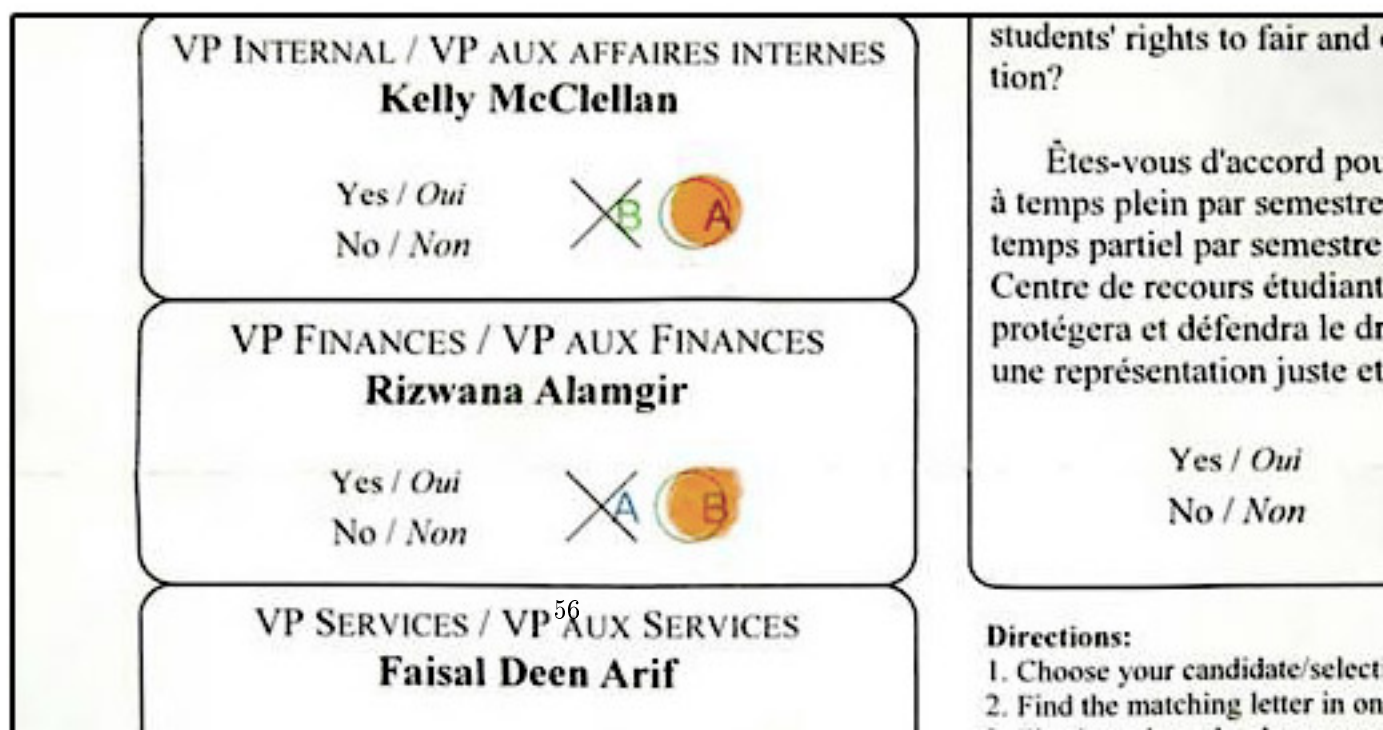 VP INTERNAL / VP AUX AFFAIRES INTERNES
Kelly McClellan
Yes / Oui
B A
No / Non
VP FINANCES / VP AUX FINANCES
Rizwana Alamgir
Yes / Oui
A B
No / Non
56
VP SERVICES / VP AUX SERVICES
Faisal Deen Arif
students' rights to fair and
tion?
Êtes-vous d'accord pou
à temps plein par semestre
temps partiel par semestre
Centre de recours étudiant
protégera et défendra le dr
une représentation juste et
Yes / Oui
No / Non
Directions:
1. Choose your candidate/selecti
2. Find the matching letter in on